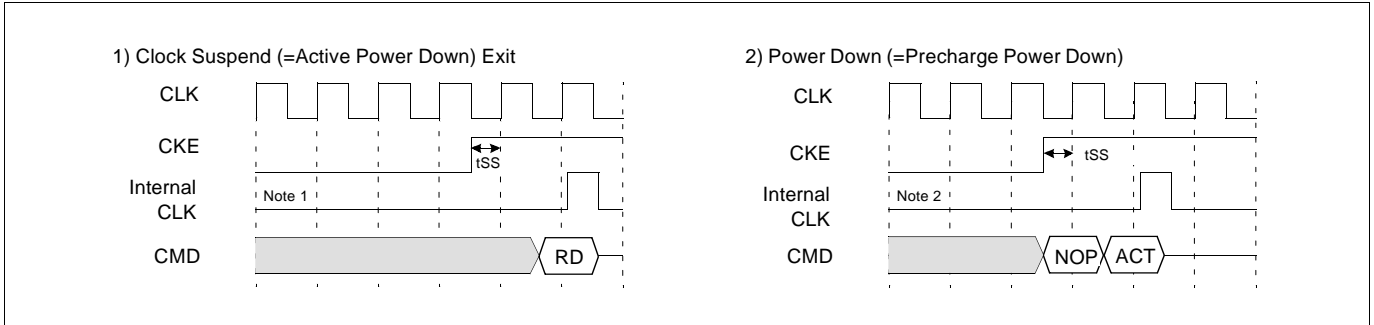 1) Clock Suspend (=Active Power Down) Exit
CLK
CKE
tSS
Internal
CLK
Note 1
CMD
RD
2) Power Down (=Precharge Power Down)
CLK
CKE
tSS
Internal
CLK
Note 2
CMD
NOP
ACT